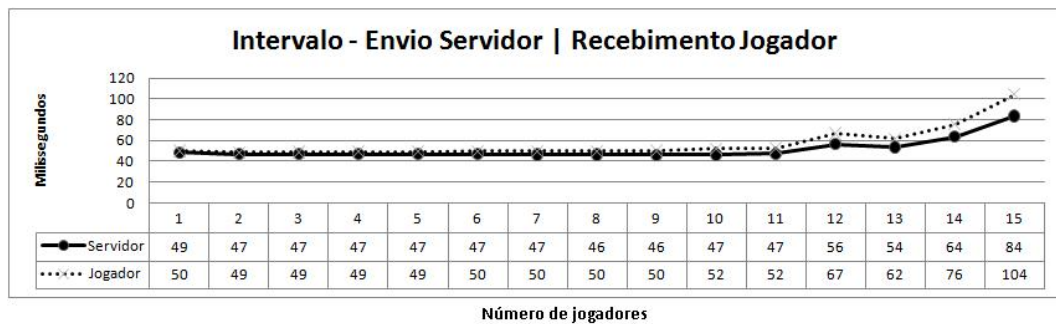 Intervalo - Envio Servidor | Recebimento Jogador
Milissegundos
120
100
80
60
40
20
0
1 2 3 4 5 6 7 8 9 10 11 12 13 14 15
Servidor 49 47 47 47 47 47 47 46 46 47 47 56 54 64 84
Jogador 50 49 49 49 49 50 50 50 50 52 52 67 62 76 104
Número de jogadores